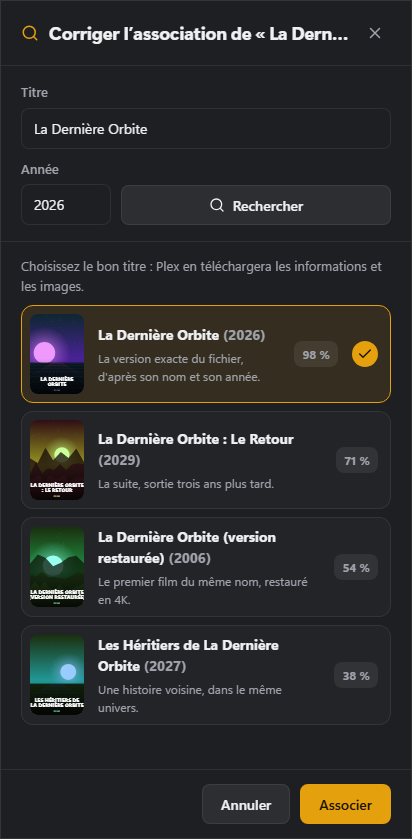 Corriger l’association de « La Dern…
Titre
La Dernière Orbite
Année
2026
Rechercher
Choisissez le bon titre : Plex en téléchargera les informations et
les images.
LA DERNIÈRE
ORBITE
La Dernière Orbite (2026)
La version exacte du fichier,
d'après son nom et son année.
98 %
LA DERNIÈRE ORBITE
: LE RETOUR
La Dernière Orbite : Le Retour
(2029)
La suite, sortie trois ans plus tard.
71 %
LA DERNIÈRE ORBITE
(VERSION RESTAURÉE)
La Dernière Orbite (version
restaurée) (2006)
Le premier film du même nom, restauré
en 4K.
54 %
LES HÉRITIERS DE
LA DERNIÈRE ORBITE
Les Héritiers de La Dernière
Orbite (2027)
Une histoire voisine, dans le même
univers.
38 %
Annuler
Associer